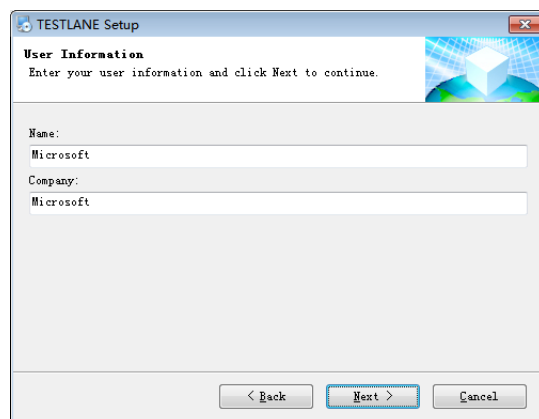 TESTLANE Setup
User Information
Enter your user information and click Next to continue.
Name:
Microsoft
Company:
Microsoft
< Back
Next >
Cancel